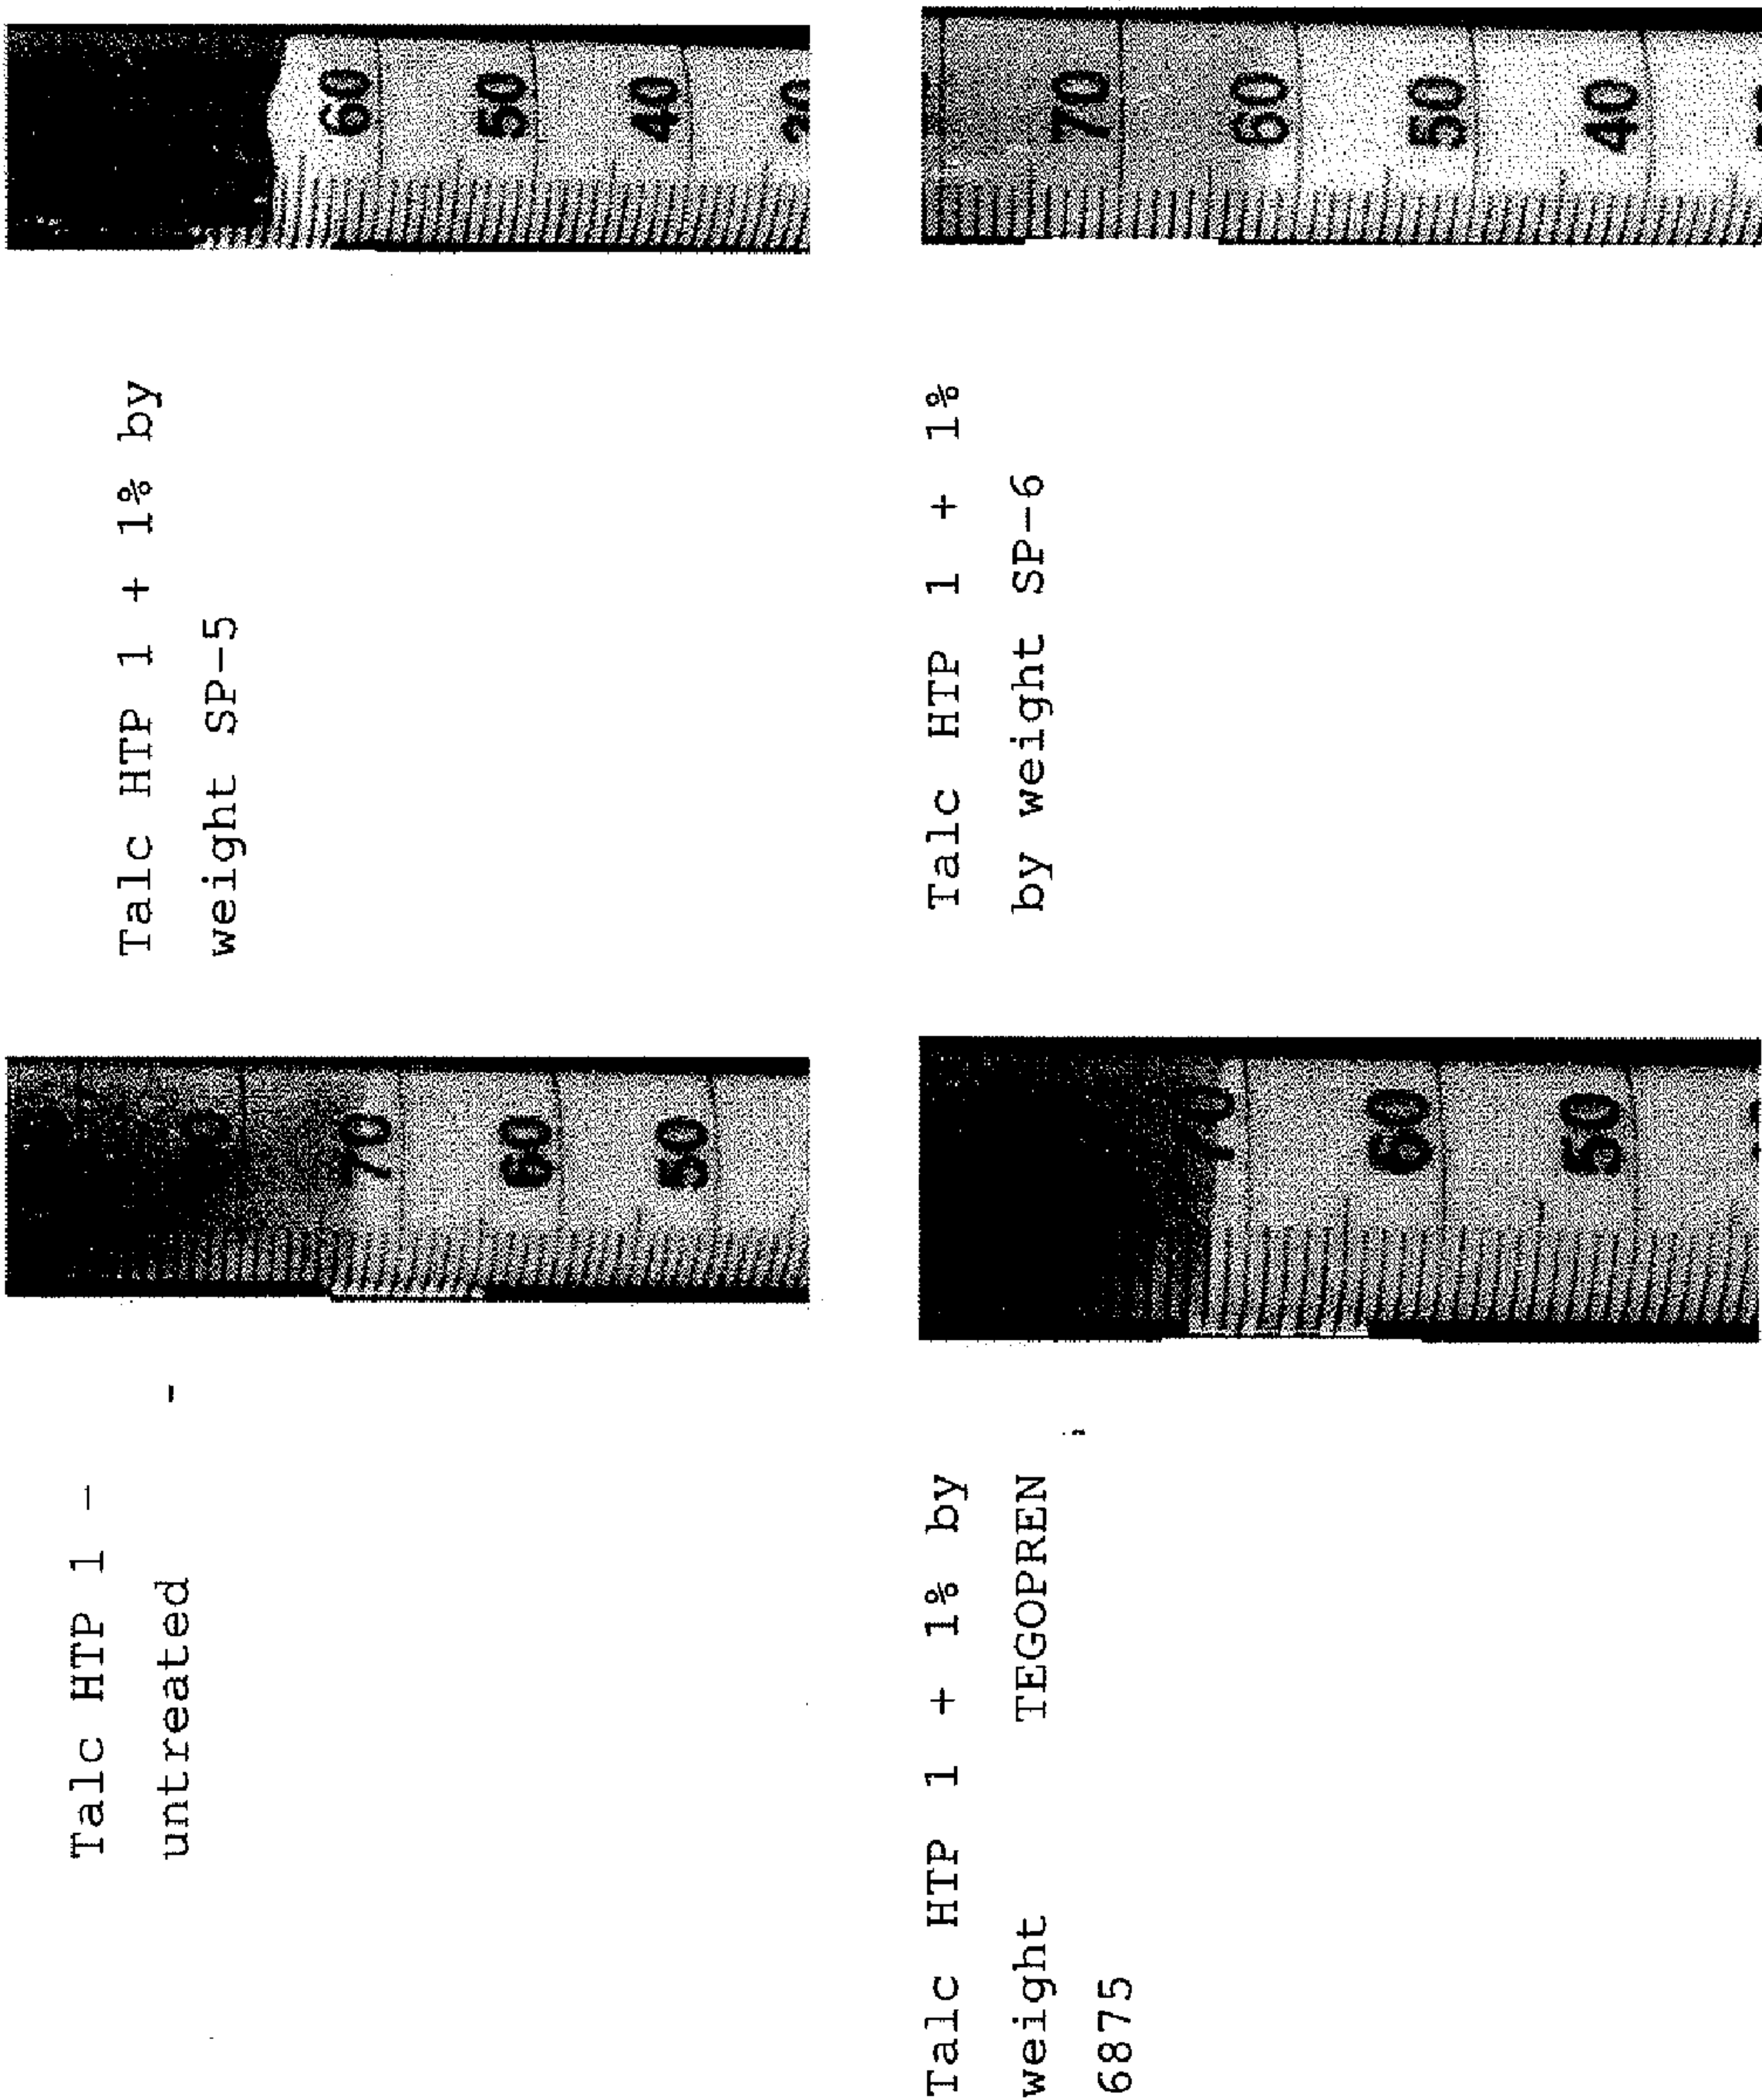 Talc HTP 1 -
untreated
70
60
50
Talc HTP 1 + 1% by
weight SP-5
60
50
40
Talc HTP 1 + 1% by
weight TEGOPREN
6875
70
60
50
Talc HTP 1 + 1%
by weight SP-6
70
60
50
40